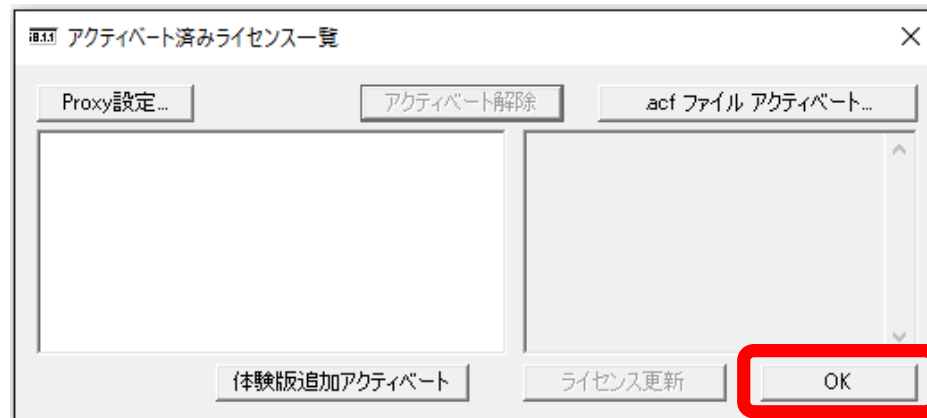 アクティベート済みライセンス一覧
Proxy設定...
アクティベート解除
.acf ファイル アクティベート...
体験版追加アクティベート
ライセンス更新
OK